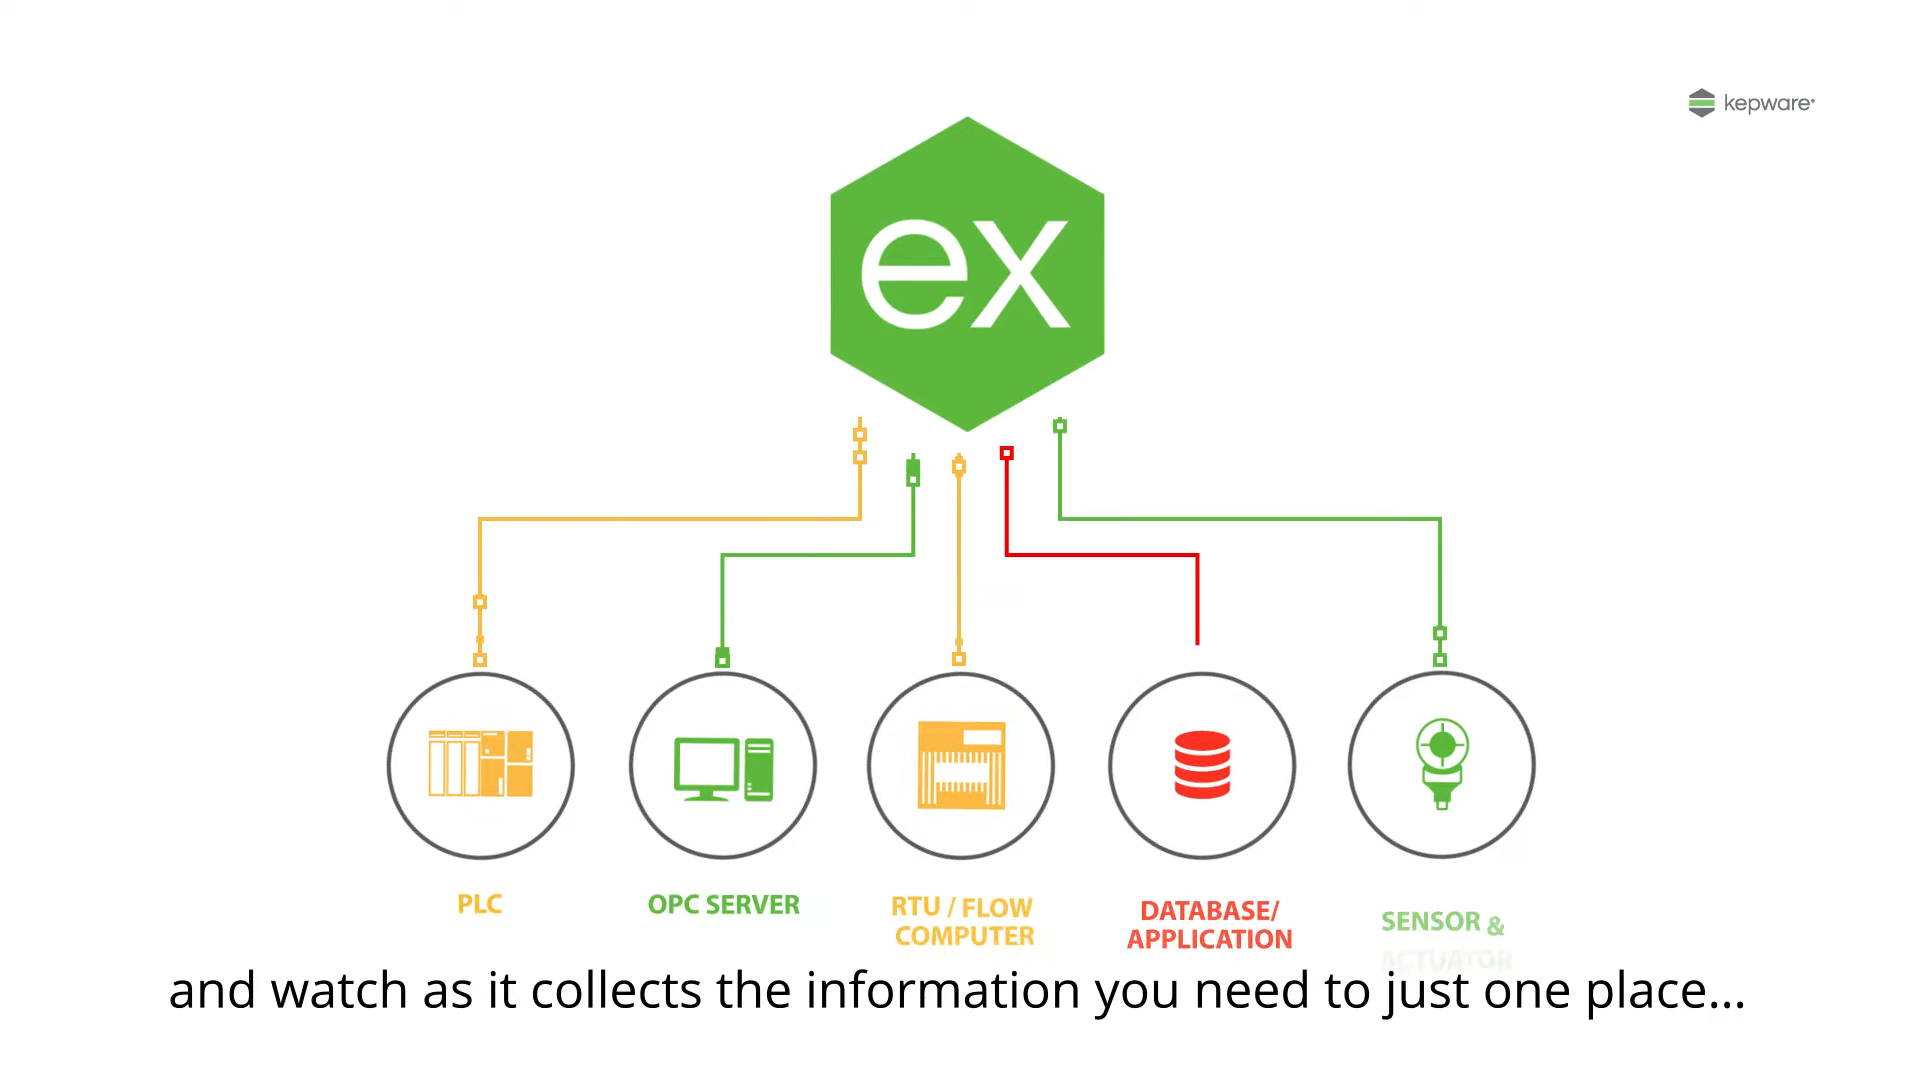 kepware®
ex
PLC
OPC SERVER
RTU / FLOW
COMPUTER
DATABASE/
APPLICATION
SENSOR &
ACTUATOR
and watch as it collects the information you need to just one place...